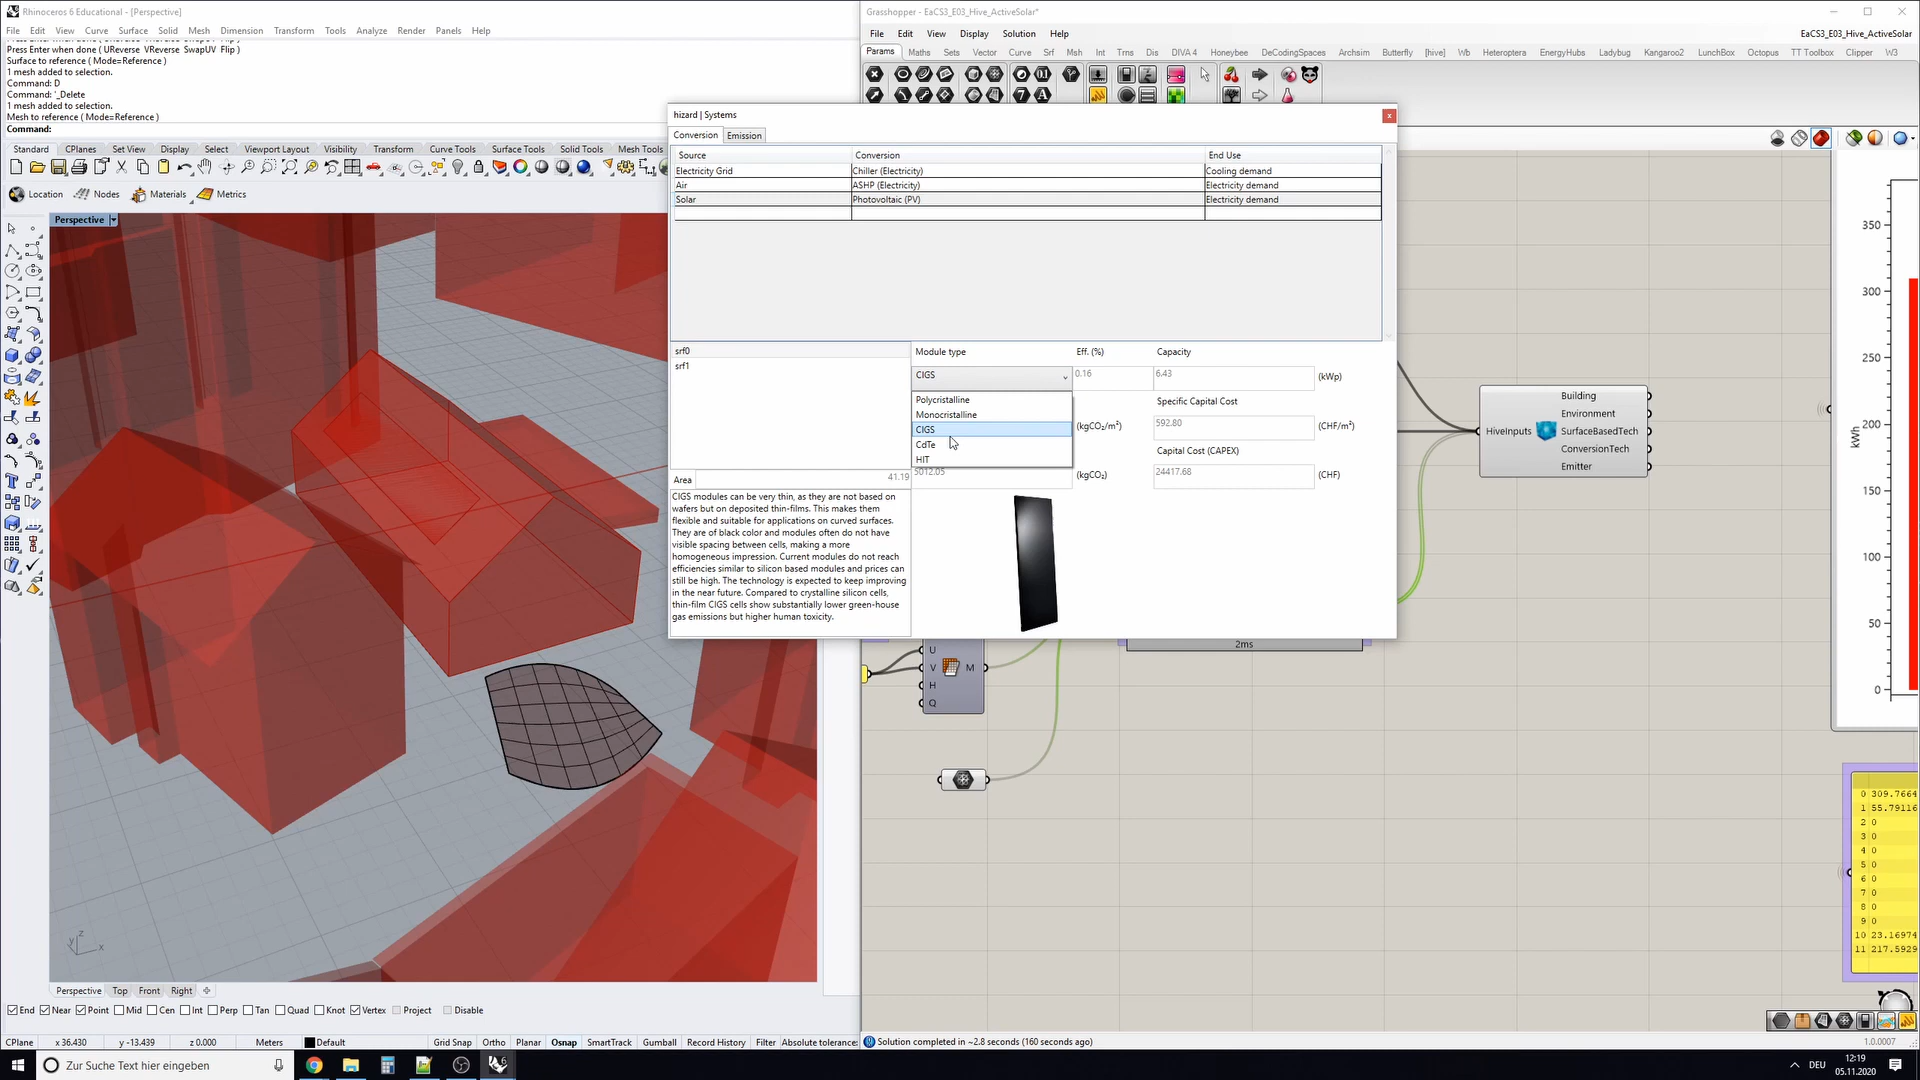 Rhinoceros 6 Educational - [Perspective]
File Edit View Curve Surface Solid Mesh Dimension Transform Tools Analyze Render Panels Help
Press Enter when done ( UReverse VReverse SwapUV Flip )
Surface to reference ( Mode=Reference )
1 mesh added to selection.
Command: D
Command: '_Delete
1 mesh added to selection.
Mesh to reference ( Mode=Reference )
Command:
Standard CPlanes Set View Display Select Viewport Layout Visibility Transform Curve Tools Surface Tools Solid Tools Mesh Tools
Location Nodes Materials Metrics
Perspective
z
y
x
Perspective Top Front Right
End Near Point Mid Cen Int Perp Tan Quad Knot Vertex Project Disable
CPlane x 36.430 y -13.439 z 0.000 Meters Default Grid Snap Ortho Planar Osnap SmartTrack Gumball Record History Filter Absolute tolerance:
Grasshopper - EaCS3_E03_Hive_ActiveSolar*
File Edit View Display Solution Help
EaCS3_E03_Hive_ActiveSolar*
Params Maths Sets Vector Curve Srf Msh Int Trns Dis DIVA 4 Honeybee DeCodingSpaces Archsim Butterfly [hive] Wb Heteroptera EnergyHubs Ladybug Kangaroo2 LunchBox Octopus TT Toolbox Clipper W3
hizard | Systems
Conversion Emission
Source Conversion End Use
Electricity Grid Chiller (Electricity) Cooling demand
Air ASHP (Electricity) Electricity demand
Solar Photovoltaic (PV) Electricity demand
srf0
srf1
Area 41.19
Module type Eff. (%) Capacity
CIGS 0.16 6.43 (kWp)
Polycristalline
Monocristalline
CIGS
CdTe
HIT
Specific Capital Cost
(kgCO₂/m²) 592.80 (CHF/m²)
Capital Cost (CAPEX)
5012.05 (kgCO₂) 24417.68 (CHF)
CIGS modules can be very thin, as they are not based on
wafers but on deposited thin-films. This makes them
flexible and suitable for applications on curved surfaces.
They are of black color and modules often do not have
visible spacing between cells, making a more
homogeneous impression. Current modules do not reach
efficiencies similar to silicon based modules and prices can
still be high. The technology is expected to keep improving
in the near future. Compared to crystalline silicon cells,
thin-film CIGS cells show substantially lower green-house
gas emissions but higher human toxicity.
2ms
U
V M
H
Q
HiveInputs
Building
Environment
SurfaceBasedTech
ConversionTech
Emitter
kWh
350
300
250
200
150
100
50
0
0 309.7664
1 55.79116
2 0
3 0
4 0
5 0
6 0
7 0
8 0
9 0
10 23.16974
11 217.5929
Solution completed in ~2.8 seconds (160 seconds ago)
1.0.0007
Zur Suche Text hier eingeben
DEU
12:19
05.11.2020